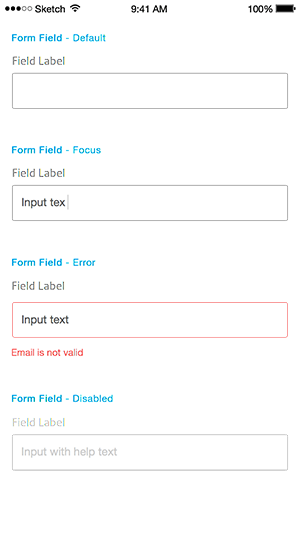 Sketch 9:41 AM 100%
Form Field - Default
Field Label
Form Field - Focus
Field Label
Input tex
Form Field - Error
Field Label
Input text
Email is not valid
Form Field - Disabled
Field Label
Input with help text